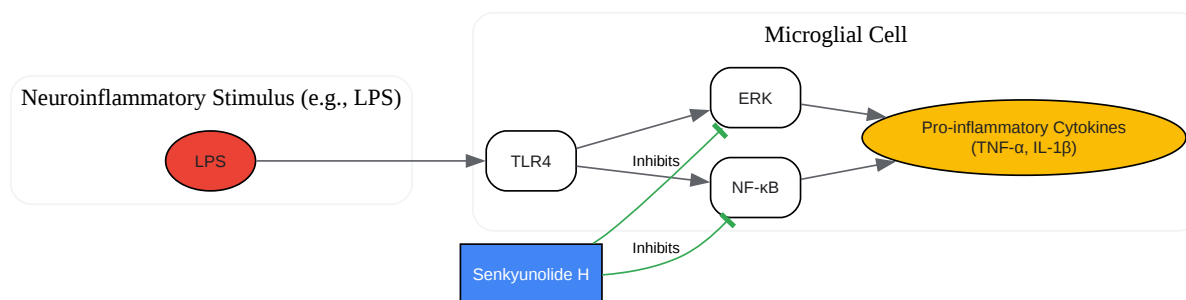 Microglial Cell
Neuroinflammatory Stimulus (e.g., LPS)
ERK
Pro-inflammatory Cytokines
(TNF-α, IL-1β)
LPS
TLR4
Inhibits
NF-κB
Inhibits
Senkyunolide H